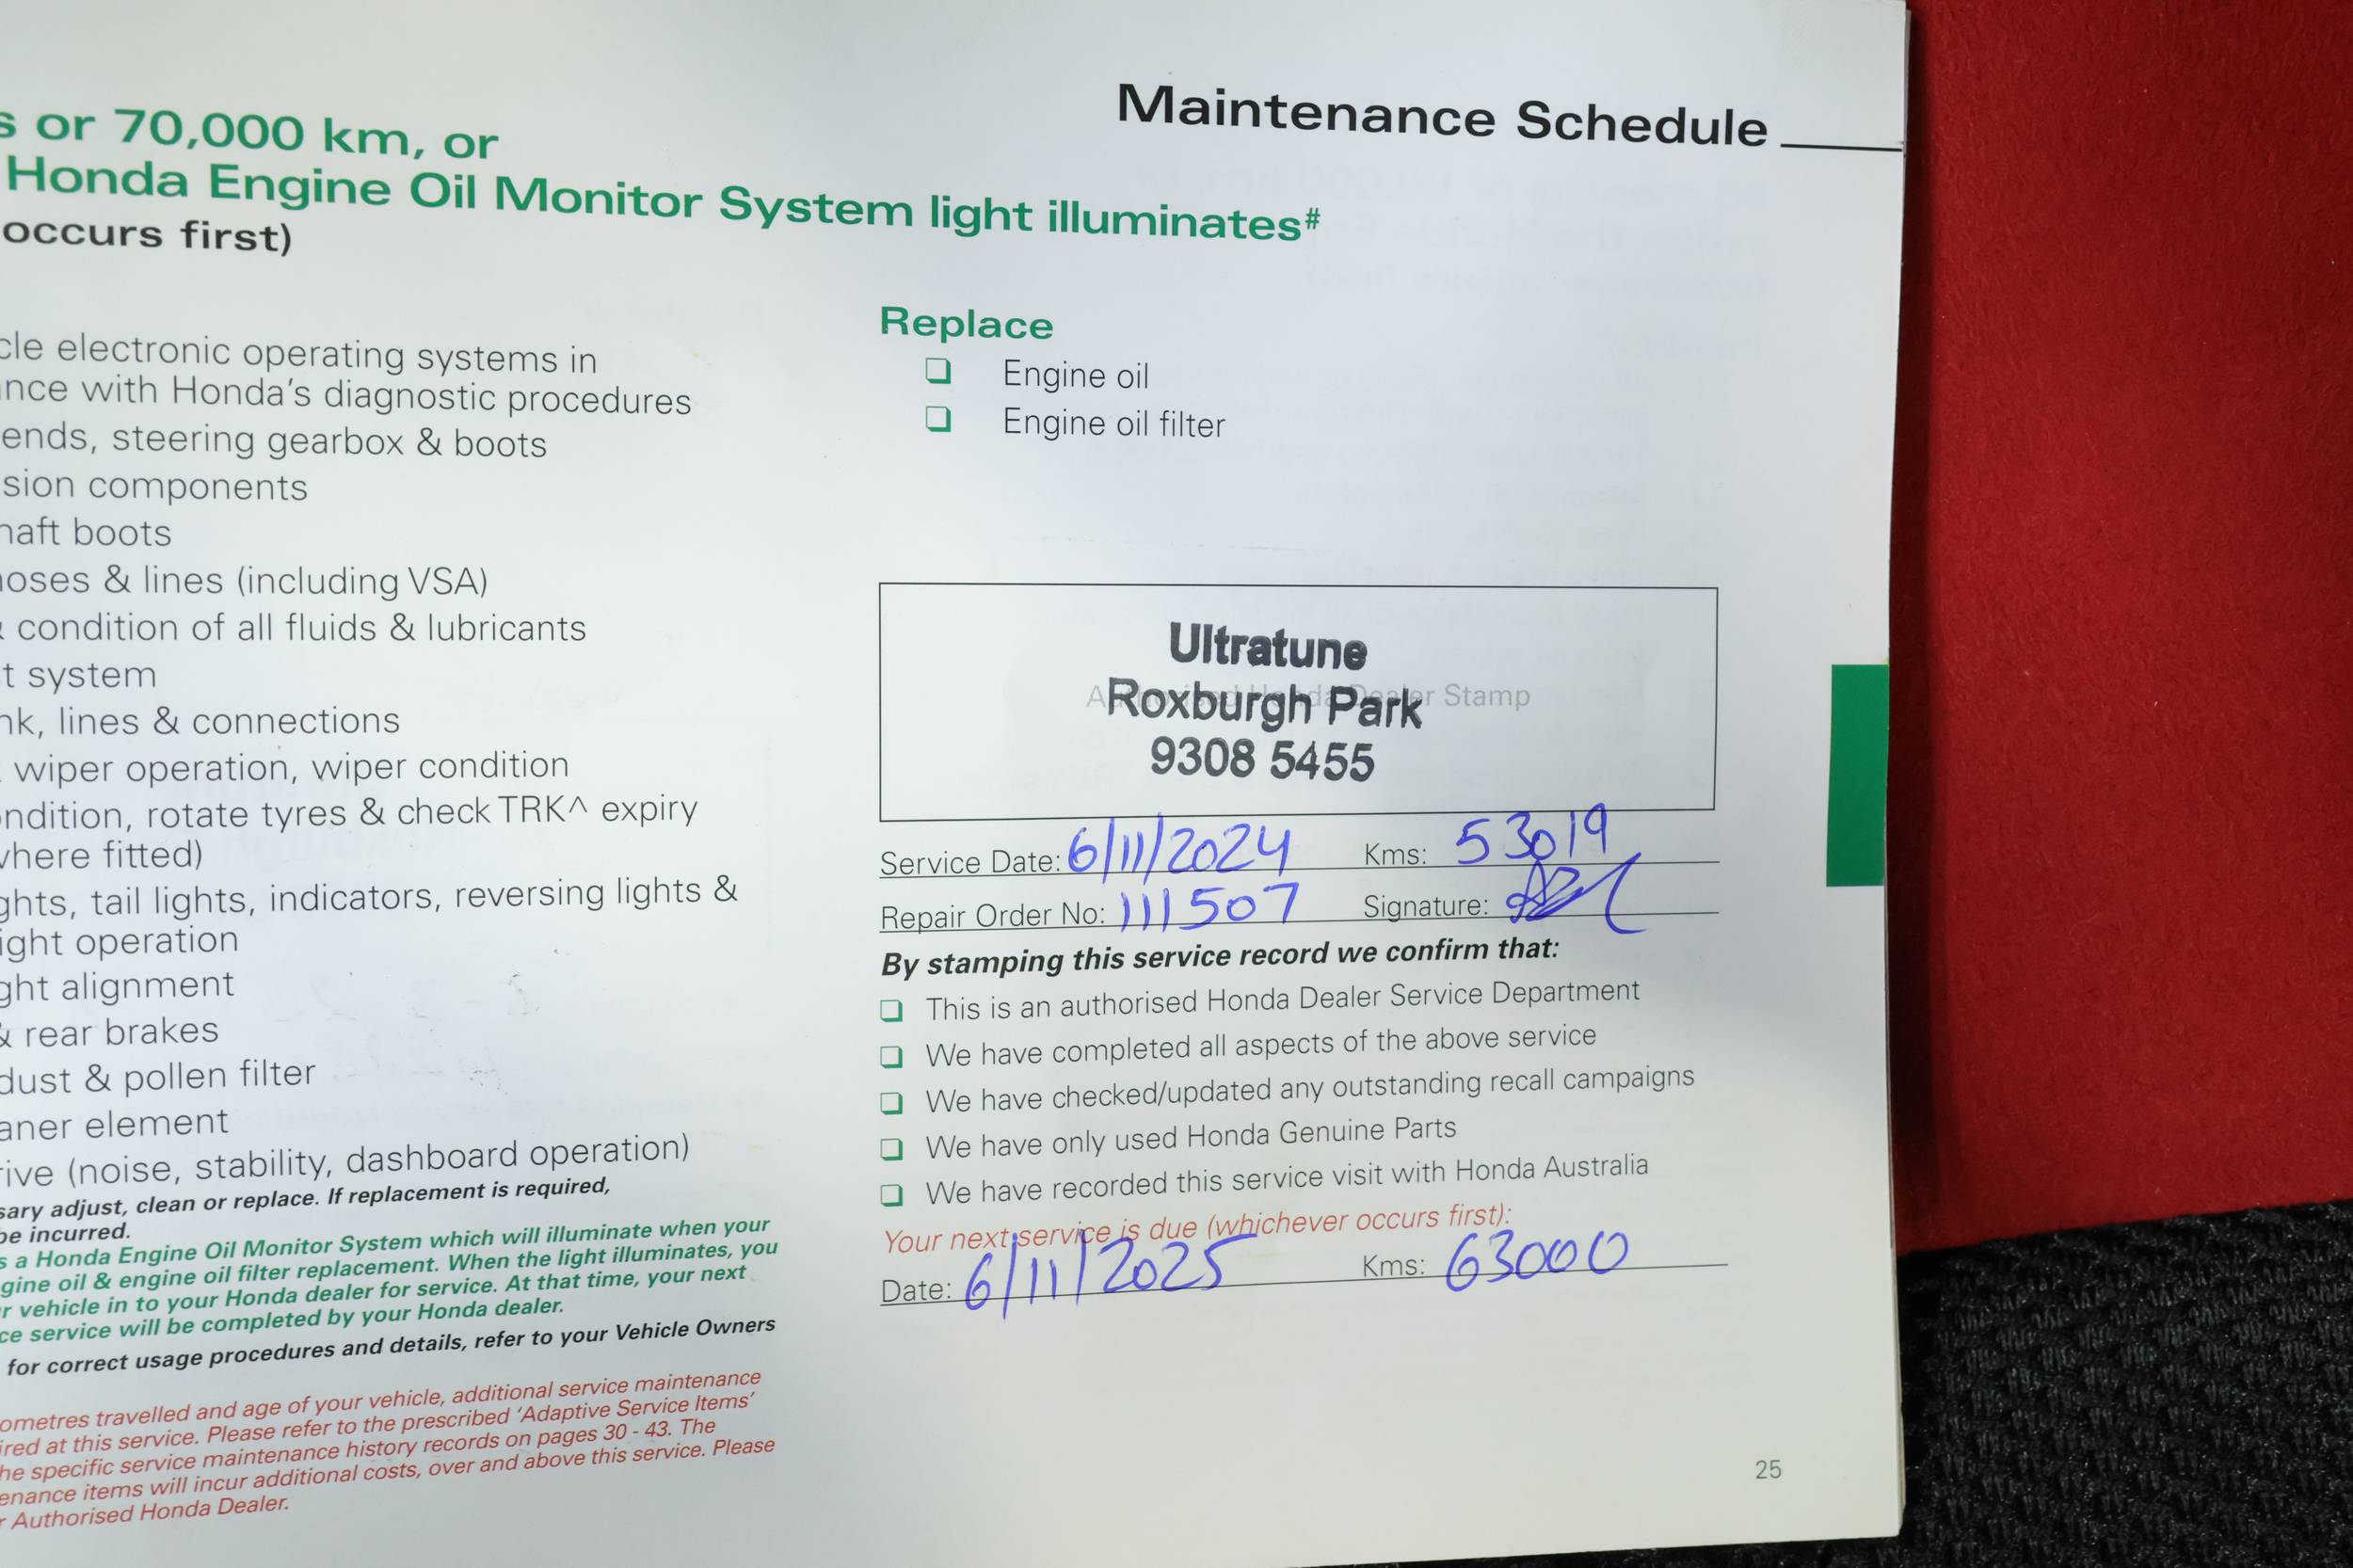 Maintenance Schedule
s or 70,000 km, or
Honda Engine Oil Monitor System light illuminates#
occurs first)
cle electronic operating systems in
nce with Honda's diagnostic procedures
ends, steering gearbox & boots
sion components
haft boots
hoses & lines (including VSA)
& condition of all fluids & lubricants
t system
nk, lines & connections
wiper operation, wiper condition
ondition, rotate tyres & check TRK^ expiry
where fitted)
ghts, tail lights, indicators, reversing lights &
ight operation
ght alignment
& rear brakes
dust & pollen filter
aner element
rive (noise, stability, dashboard operation)
sary adjust, clean or replace. If replacement is required,
be incurred.
s a Honda Engine Oil Monitor System which will illuminate when your
gine oil & engine oil filter replacement. When the light illuminates, you
r vehicle in to your Honda dealer for service. At that time, your next
ce service will be completed by your Honda dealer.
for correct usage procedures and details, refer to your Vehicle Owners
ometres travelled and age of your vehicle, additional service maintenance
ired at this service. Please refer to the prescribed 'Adaptive Service Items'
he specific service maintenance history records on pages 30 - 43. The
enance items will incur additional costs, over and above this service. Please
r Authorised Honda Dealer.
Replace
❏ Engine oil
❏ Engine oil filter
Authorised Honda Dealer Stamp
Ultratune
Roxburgh Park
9308 5455
Service Date: 6/11/2024 Kms: 53019
Repair Order No: 111507 Signature:
By stamping this service record we confirm that:
❏ This is an authorised Honda Dealer Service Department
❏ We have completed all aspects of the above service
❏ We have checked/updated any outstanding recall campaigns
❏ We have only used Honda Genuine Parts
❏ We have recorded this service visit with Honda Australia
Your next service is due (whichever occurs first):
Date: 6/11/2025 Kms: 63000
25